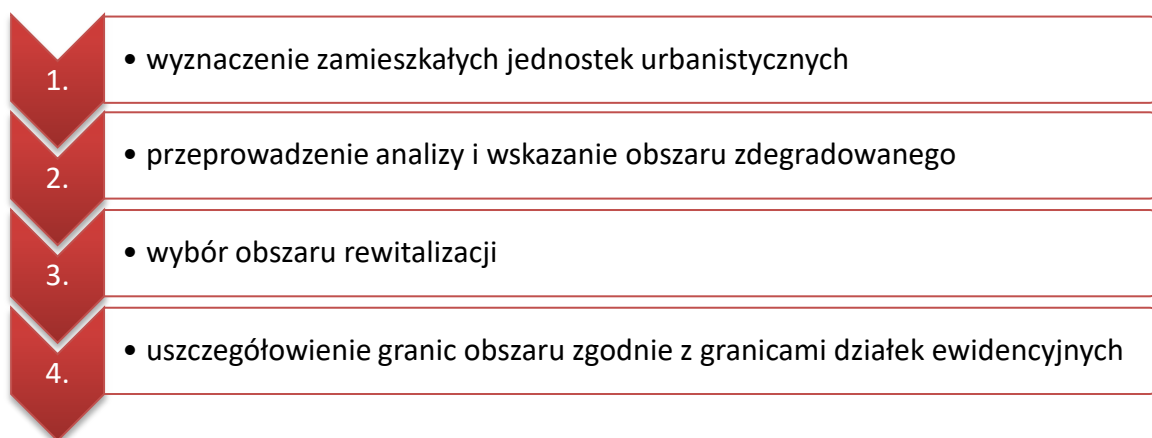 1.
• wyznaczenie zamieszkałych jednostek urbanistycznych
2.
• przeprowadzenie analizy i wskazanie obszaru zdegradowanego
3.
• wybór obszaru rewitalizacji
4.
• uszczegółowienie granic obszaru zgodnie z granicami działek ewidencyjnych